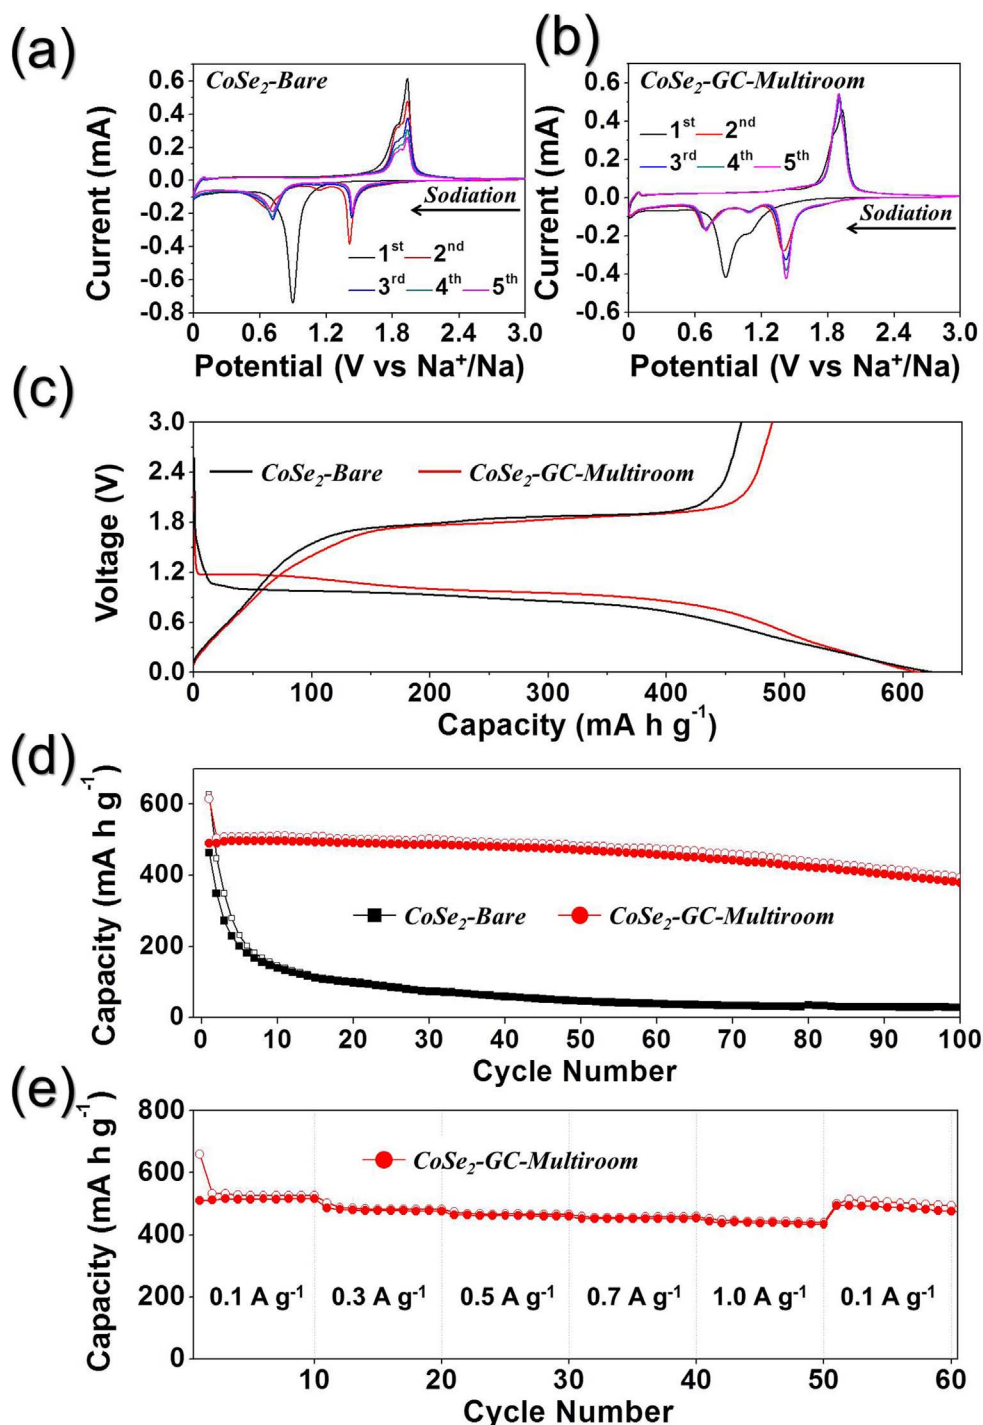 (a)
CoSe₂-Bare
0.6
0.4
0.2
0.0
-0.2
-0.4
-0.6
-0.8
Current (mA)
Sodiation
1st 2nd
3rd 4th 5th
0 0.6 1.2 1.8 2.4 3.0
Potential (V vs Na⁺/Na)
(b)
CoSe₂-GC-Multiroom
0.6
0.4
0.2
0.0
-0.2
-0.4
-0.6
Current (mA)
1st 2nd
3rd 4th 5th
Sodiation
0 0.6 1.2 1.8 2.4 3.0
Potential (V vs Na⁺/Na)
(c)
3.0
2.4
1.8
1.2
0.6
0.0
Voltage (V)
CoSe₂-Bare CoSe₂-GC-Multiroom
0 100 200 300 400 500 600
Capacity (mA h g⁻¹)
(d)
600
400
200
0
Capacity (mA h g⁻¹)
CoSe₂-Bare CoSe₂-GC-Multiroom
0 10 20 30 40 50 60 70 80 90 100
Cycle Number
(e)
800
600
400
200
0
Capacity (mA h g⁻¹)
CoSe₂-GC-Multiroom
0.1 A g⁻¹ 0.3 A g⁻¹ 0.5 A g⁻¹ 0.7 A g⁻¹ 1.0 A g⁻¹ 0.1 A g⁻¹
10 20 30 40 50 60
Cycle Number